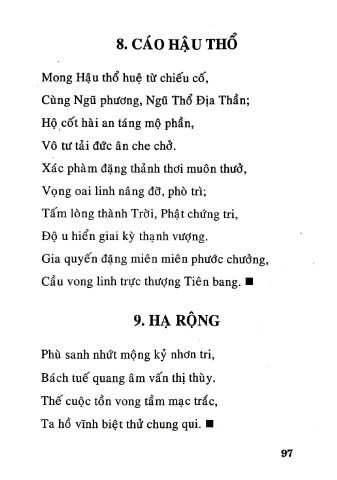 8. CÁO HẬU THỔ
Mong Hậu thổ huệ từ chiếu cố,
Cùng Ngũ phương, Ngũ Thổ Địa Thần;
Hộ cốt hài an táng mộ phần,
Vô tư tải đức ân che chở.
Xác phàm đặng thảnh thơi muôn thuở,
Vọng oai linh nâng đỡ, phò trì;
Tấm lòng thành Trời, Phật chứng tri,
Độ u hiển giai kỳ thạnh vượng.
Gia quyến đặng miên miên phước chưởng,
Cầu vong linh trực thượng Tiên bang. ■
9. HẠ RỘNG
Phù sanh nhứt mộng kỷ nhơn tri,
Bách tuế quang âm vấn thị thùy.
Thế cuộc tồn vong tầm mạc trắc,
Ta hồ vĩnh biệt thử chung qui. ■
97